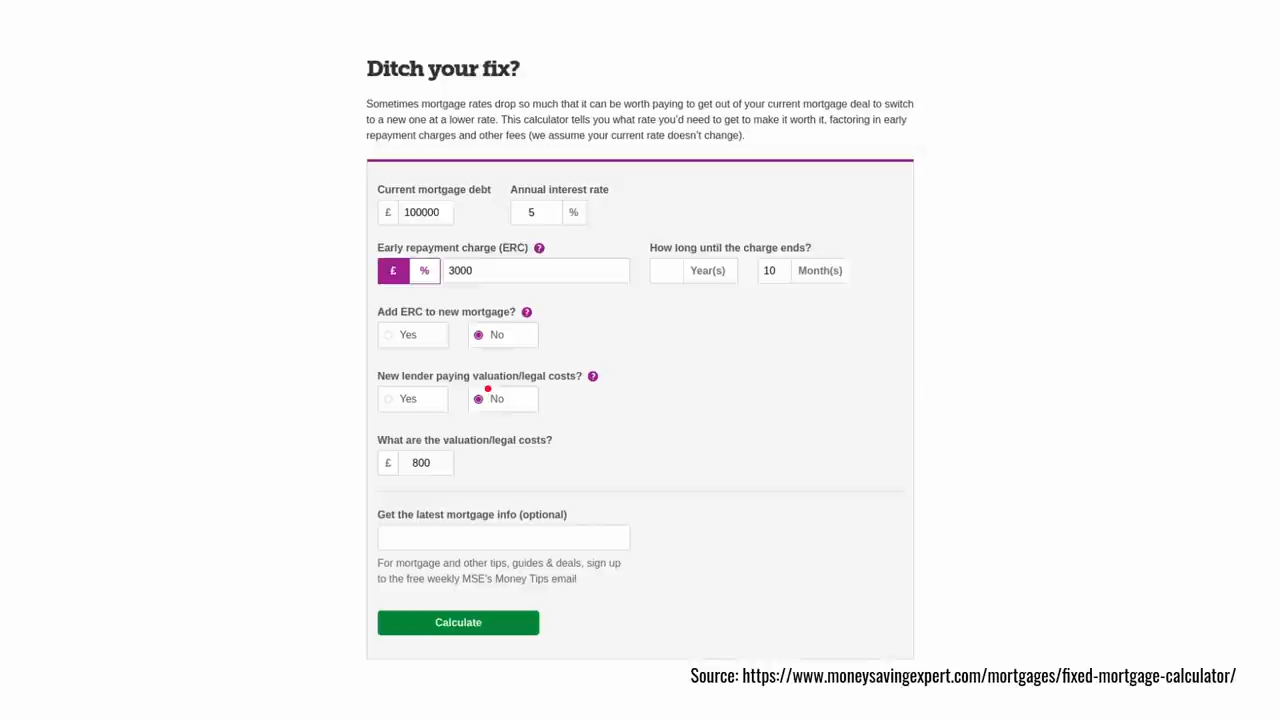 Ditch your fix?
Sometimes mortgage rates drop so much that it can be worth paying to get out of your current mortgage deal to switch
to a new one at a lower rate. This calculator tells you what rate you'd need to get to make it worth it, factoring in early
repayment charges and other fees (we assume your current rate doesn't change).
Current mortgage debt Annual interest rate
£ 100000 5 %
Early repayment charge (ERC) ? How long until the charge ends?
£ % 3000 Year(s) 10 Month(s)
Add ERC to new mortgage? ?
Yes No
New lender paying valuation/legal costs? ?
Yes No
What are the valuation/legal costs?
£ 800
Get the latest mortgage info (optional)
For mortgage and other tips, guides & deals, sign up
to the free weekly MSE's Money Tips email
Calculate
Source: https://www.moneysavingexpert.com/mortgages/fixed-mortgage-calculator/